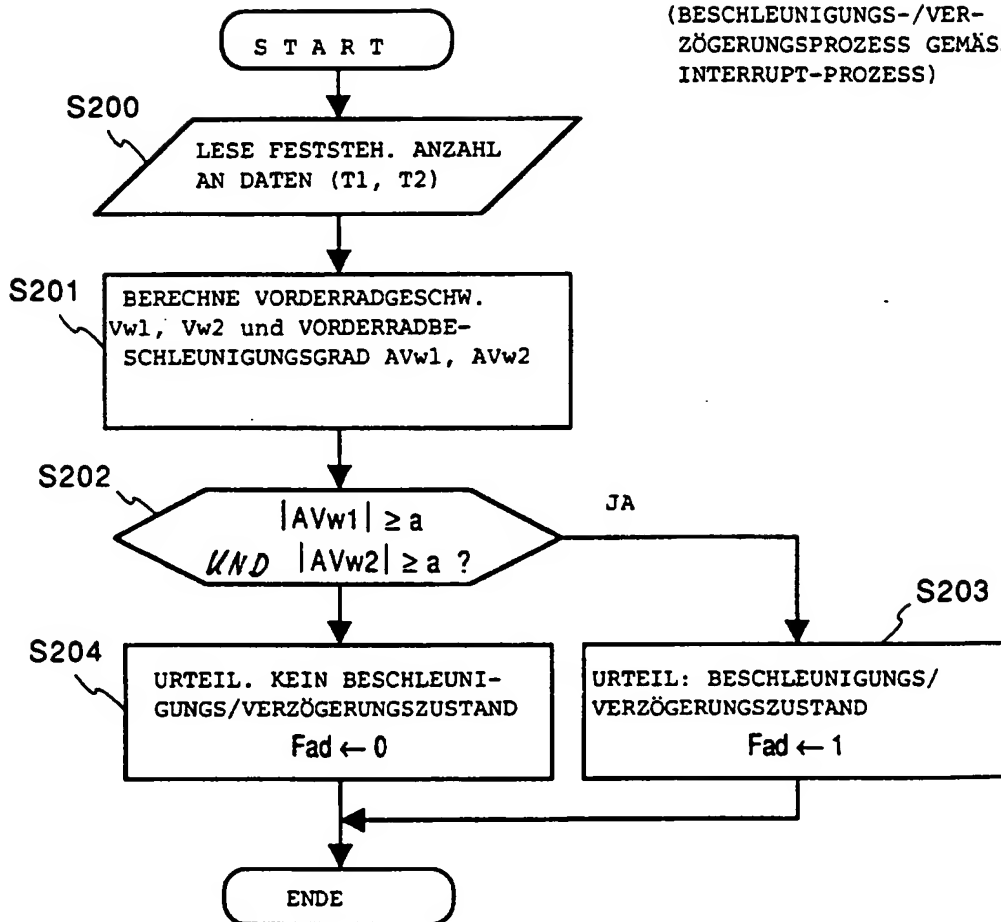 (BESCHLEUNIGUNGS-/VER-
ZÖGERUNGSPROZESS GEMÄS
INTERRUPT-PROZESS)
S T A R T
S200
LESE FESTSTEH. ANZAHL
AN DATEN (T1, T2)
S201
BERECHNE VORDERRADGESCHW.
Vw1, Vw2 und VORDERRADBE-
SCHLEUNIGUNGSGRAD AVw1, AVw2
S202
|AVw1| ≥ a
UND |AVw2| ≥ a ?
JA
S203
URTEIL: BESCHLEUNIGUNGS/
VERZÖGERUNGSZUSTAND
Fad ← 1
S204
URTEIL. KEIN BESCHLEUNI-
GUNGS/VERZÖGERUNGSZUSTAND
Fad ← 0
ENDE